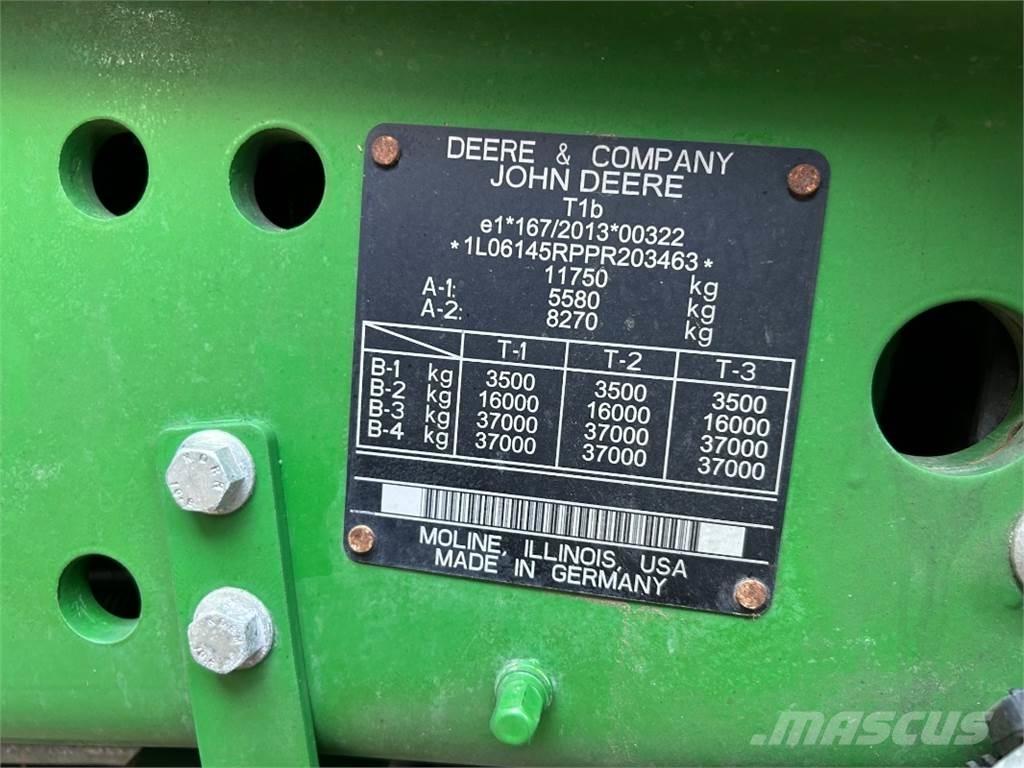 DEERE & COMPANY
JOHN DEERE
T1b
e1*167/2013*00322
*1L06145RPPR203463*
11750 kg
A-1: 5580 kg
A-2: 8270 kg
T-1 T-2 T-3
B-1 kg 3500 3500 3500
B-2 kg 16000 16000 16000
B-3 kg 37000 37000 37000
B-4 kg 37000 37000 37000
MOLINE, ILLINOIS, USA
MADE IN GERMANY
MASCUS